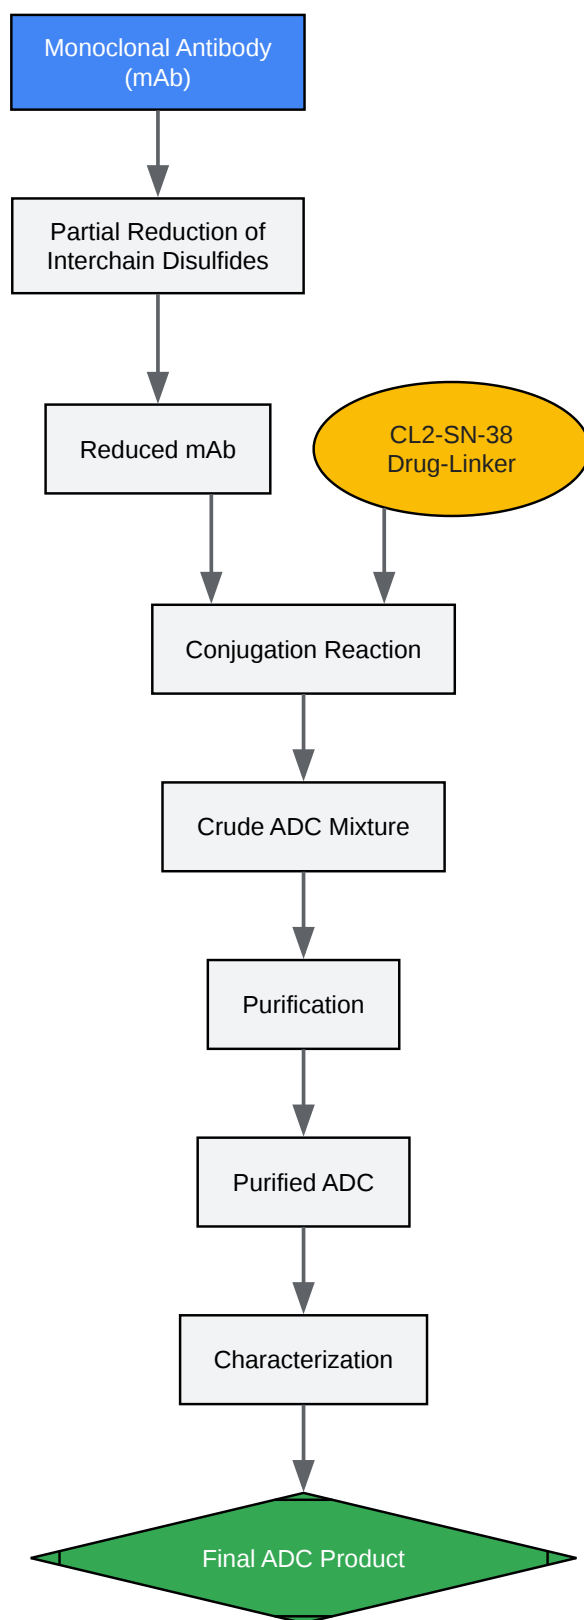 Monoclonal Antibody
(mAb)
Partial Reduction of
Interchain Disulfides
Reduced mAb
CL2-SN-38
Drug-Linker
Conjugation Reaction
Crude ADC Mixture
Purification
Purified ADC
Characterization
Final ADC Product